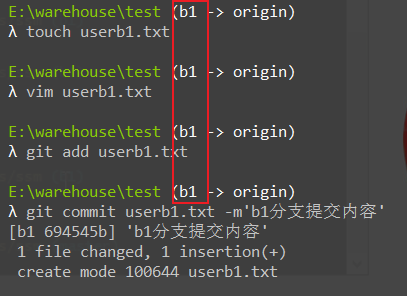 E:\warehouse\test (b1 -> origin)
λ touch userb1.txt
E:\warehouse\test (b1 -> origin)
λ vim userb1.txt
E:\warehouse\test (b1 -> origin)
λ git add userb1.txt
E:\warehouse\test (b1 -> origin)
λ git commit userb1.txt -m'b1分支提交内容'
[b1 694545b] 'b1分支提交内容'
1 file changed, 1 insertion(+)
create mode 100644 userb1.txt